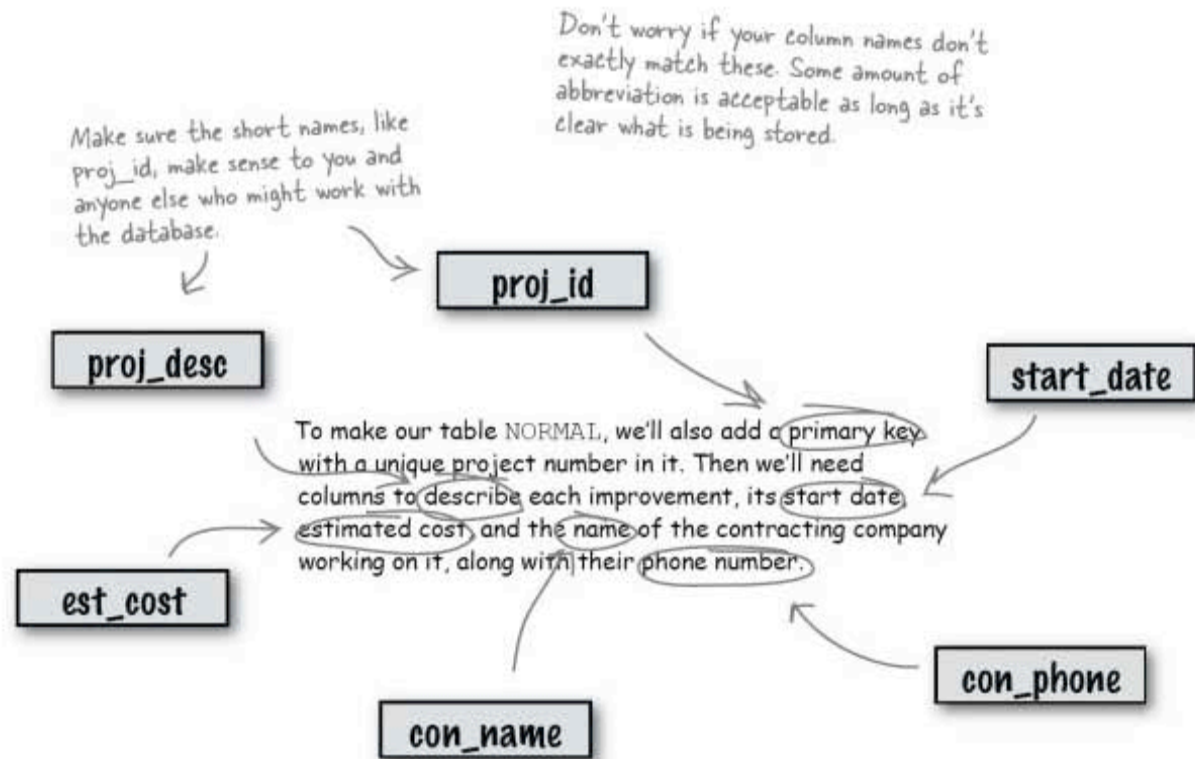 Don't worry if your column names don't
exactly match these. Some amount of
abbreviation is acceptable as long as it's
clear what is being stored.
Make sure the short names, like
proj_id, make sense to you and
anyone else who might work with
the database.
proj_id
proj_desc
start_date
To make our table NORMAL, we'll also add a primary key
with a unique project number in it. Then we'll need
columns to describe each improvement, its start date
estimated cost, and the name of the contracting company
working on it, along with their phone number.
est_cost
con_phone
con_name